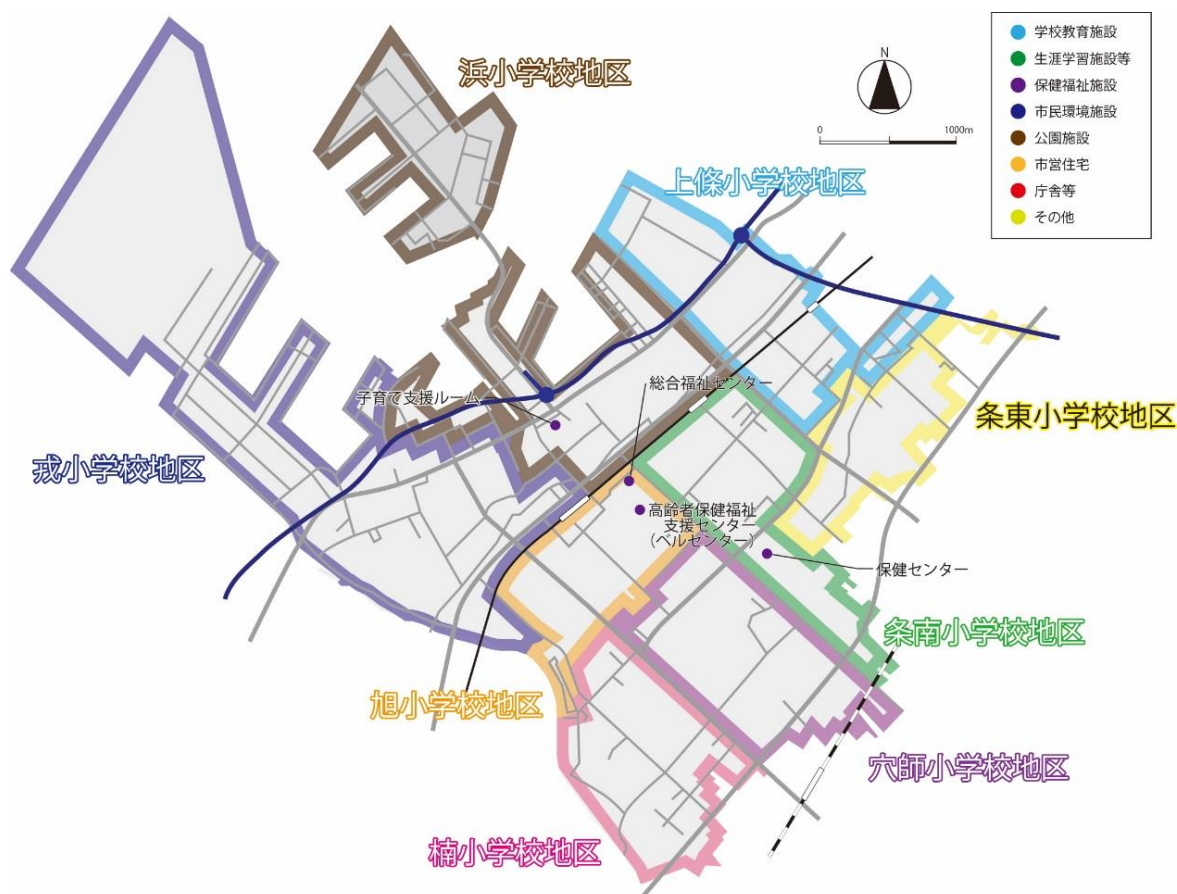 浜小学校地区
学校教育施設
生涯学習施設等
保健福祉施設
市民環境施設
公園施設
市営住宅
庁舎等
その他
N
0
1000m
上條小学校地区
子育て支援ルーム
総合福祉センター
条東小学校地区
戎小学校地区
高齢者保健福祉
支援センター
（ベルセンター）
保健センター
条南小学校地区
旭小学校地区
穴師小学校地区
楠小学校地区